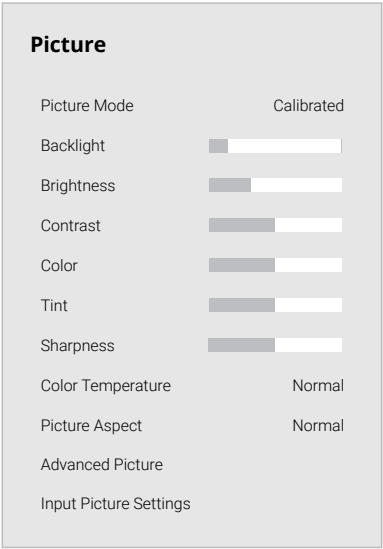 Picture
Picture Mode Calibrated
Backlight
Brightness
Contrast
Color
Tint
Sharpness
Color Temperature Normal
Picture Aspect Normal
Advanced Picture
Input Picture Settings